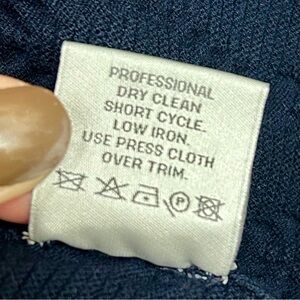 PROFESSIONAL
DRY CLEAN
SHORT CYCLE.
LOW IRON.
USE PRESS CLOTH
OVER TRIM.
P